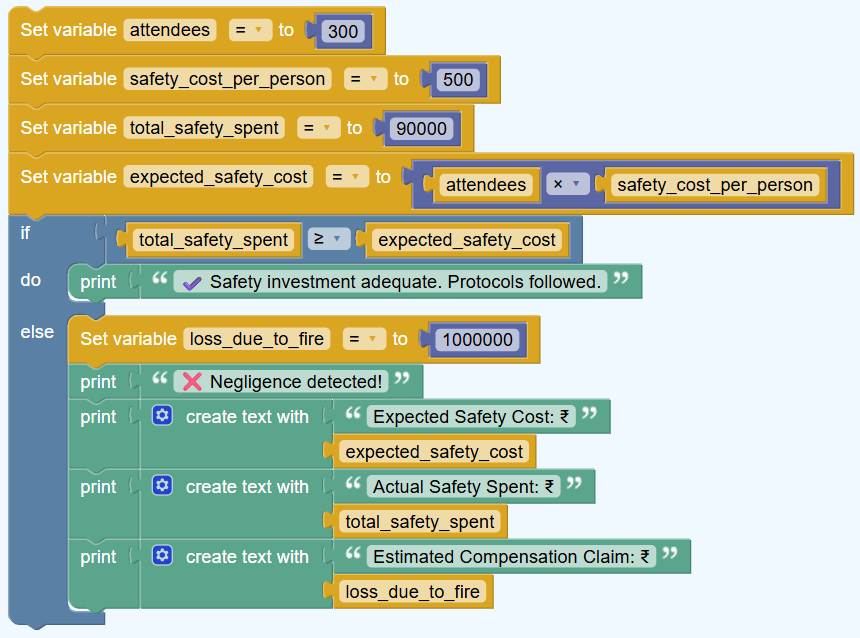 Set variable attendees = to 300
Set variable safety_cost_per_person = to 500
Set variable total_safety_spent = to 90000
Set variable expected_safety_cost = to attendees × safety_cost_per_person
if total_safety_spent ≥ expected_safety_cost
do print “ ✔ Safety investment adequate. Protocols followed. ”
else Set variable loss_due_to_fire = to 1000000
print “ ❌ Negligence detected! ”
print create text with “ Expected Safety Cost: ₹ ”
expected_safety_cost
print create text with “ Actual Safety Spent: ₹ ”
total_safety_spent
print create text with “ Estimated Compensation Claim: ₹ ”
loss_due_to_fire